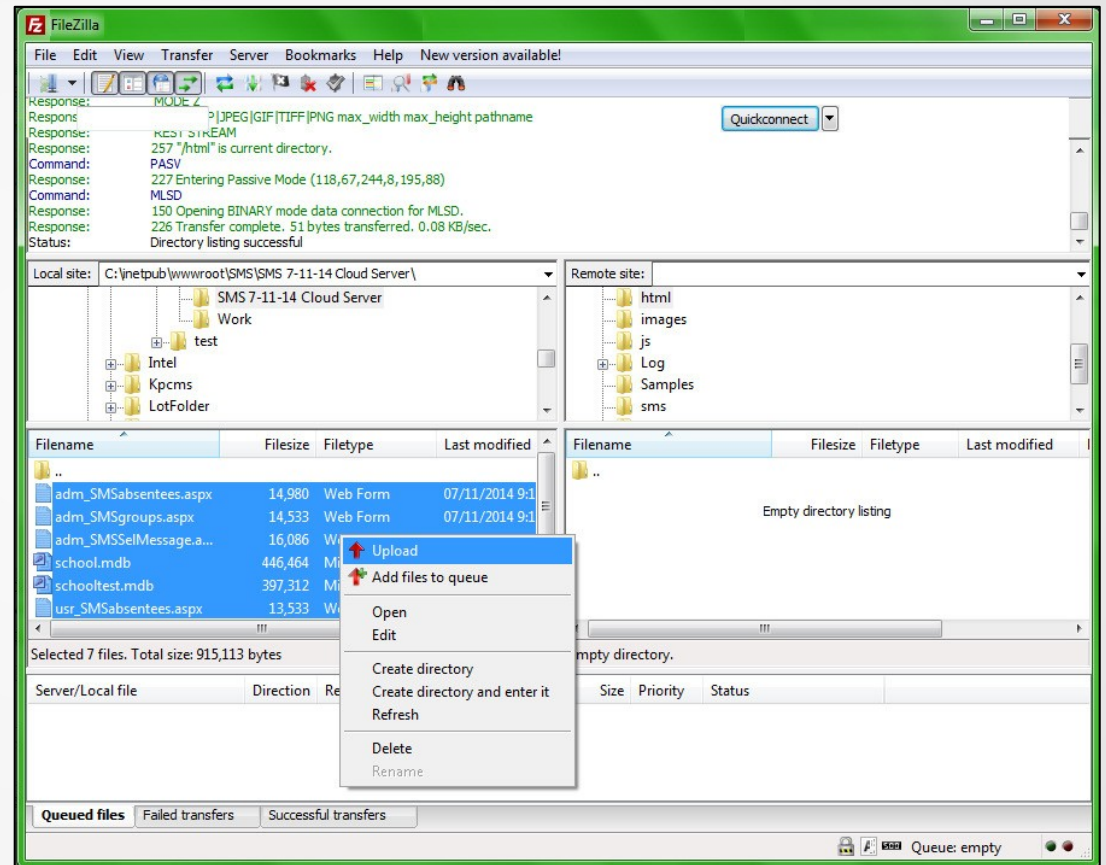 FileZilla
File Edit View Transfer Server Bookmarks Help New version available!
Response: MODE Z
Respons P|JPEG|GIF|TIFF|PNG max_width max_height pathname
Quickconnect
Response: REST STREAM
Response: 257 "/html" is current directory.
Command: PASV
Response: 227 Entering Passive Mode (118,67,244,8,195,88)
Command: MLSD
Response: 150 Opening BINARY mode data connection for MLSD.
Response: 226 Transfer complete. 51 bytes transferred. 0.08 KB/sec.
Status: Directory listing successful
Local site: C:\inetpub\wwwroot\SMS\SMS 7-11-14 Cloud Server\
SMS 7-11-14 Cloud Server
Work
test
Intel
Kpcms
LotFolder
Remote site:
html
images
js
Log
Samples
sms
Filename Filesize Filetype Last modified
..
adm_SMSabsentees.aspx 14,980 Web Form 07/11/2014 9:1
adm_SMSgroups.aspx 14,533 Web Form 07/11/2014 9:1
adm_SMSSelMessage.a... 16,086 W
school.mdb 446,464 Mi
schooltest.mdb 397,312 Mi
usr_SMSabsentees.aspx 13,533 W
Selected 7 files. Total size: 915,113 bytes
Filename Filesize Filetype Last modified
..
Empty directory listing
mpty directory.
Upload
Add files to queue
Open
Edit
Create directory
Create directory and enter it
Refresh
Delete
Rename
Server/Local file Direction Re Size Priority Status
Queued files Failed transfers Successful transfers
Queue: empty